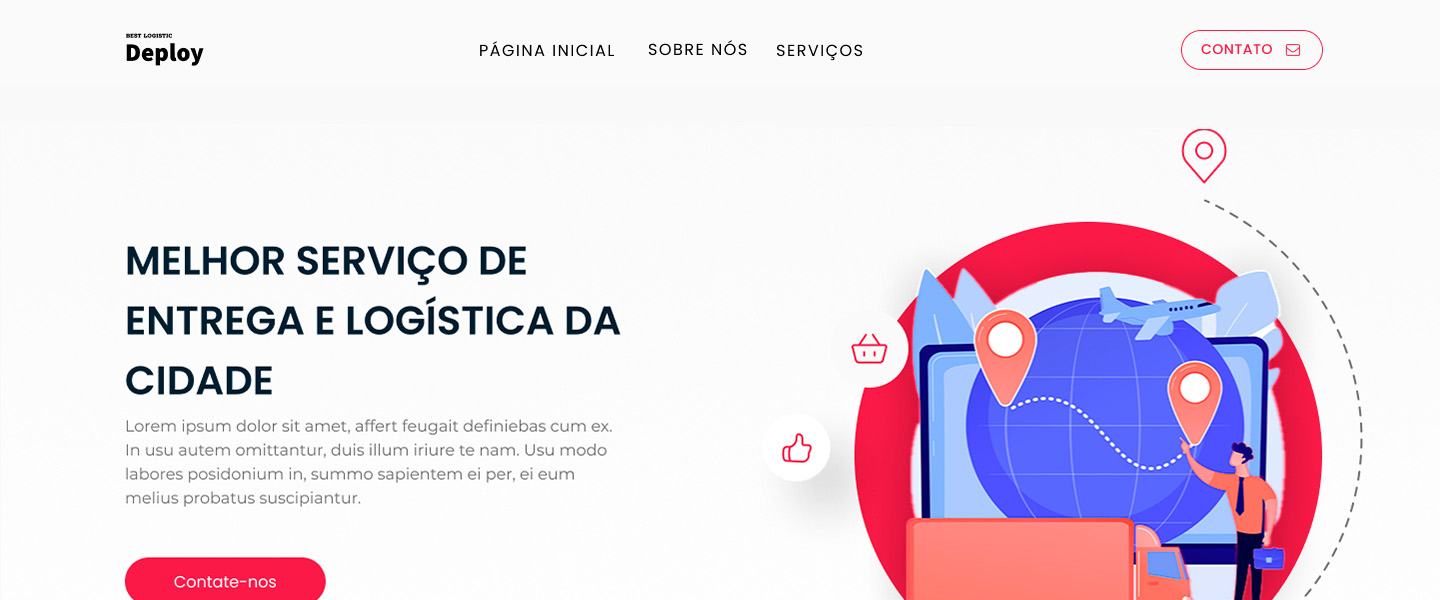 BEST LOGISTIC
Deploy
PÁGINA INICIAL
SOBRE NÓS
SERVIÇOS
CONTATO
MELHOR SERVIÇO DE
ENTREGA E LOGÍSTICA DA
CIDADE
Lorem ipsum dolor sit amet, affert feugait definiebas cum ex.
In usu autem omittantur, duis illum iriure te nam. Usu modo
labores posidonium in, summo sapientem ei per, ei eum
melius probatus suscipiantur.
Contate-nos